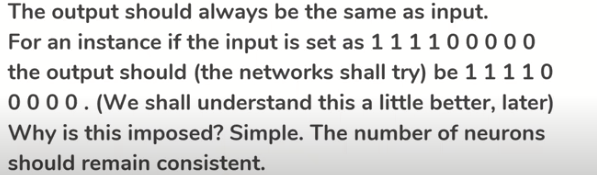 The output should always be the same as input.
For an instance if the input is set as 1 1 1 1 0 0 0 0 0
the output should (the networks shall try) be 1 1 1 1 0
0 0 0 0 . (We shall understand this a little better, later)
Why is this imposed? Simple. The number of neurons
should remain consistent.